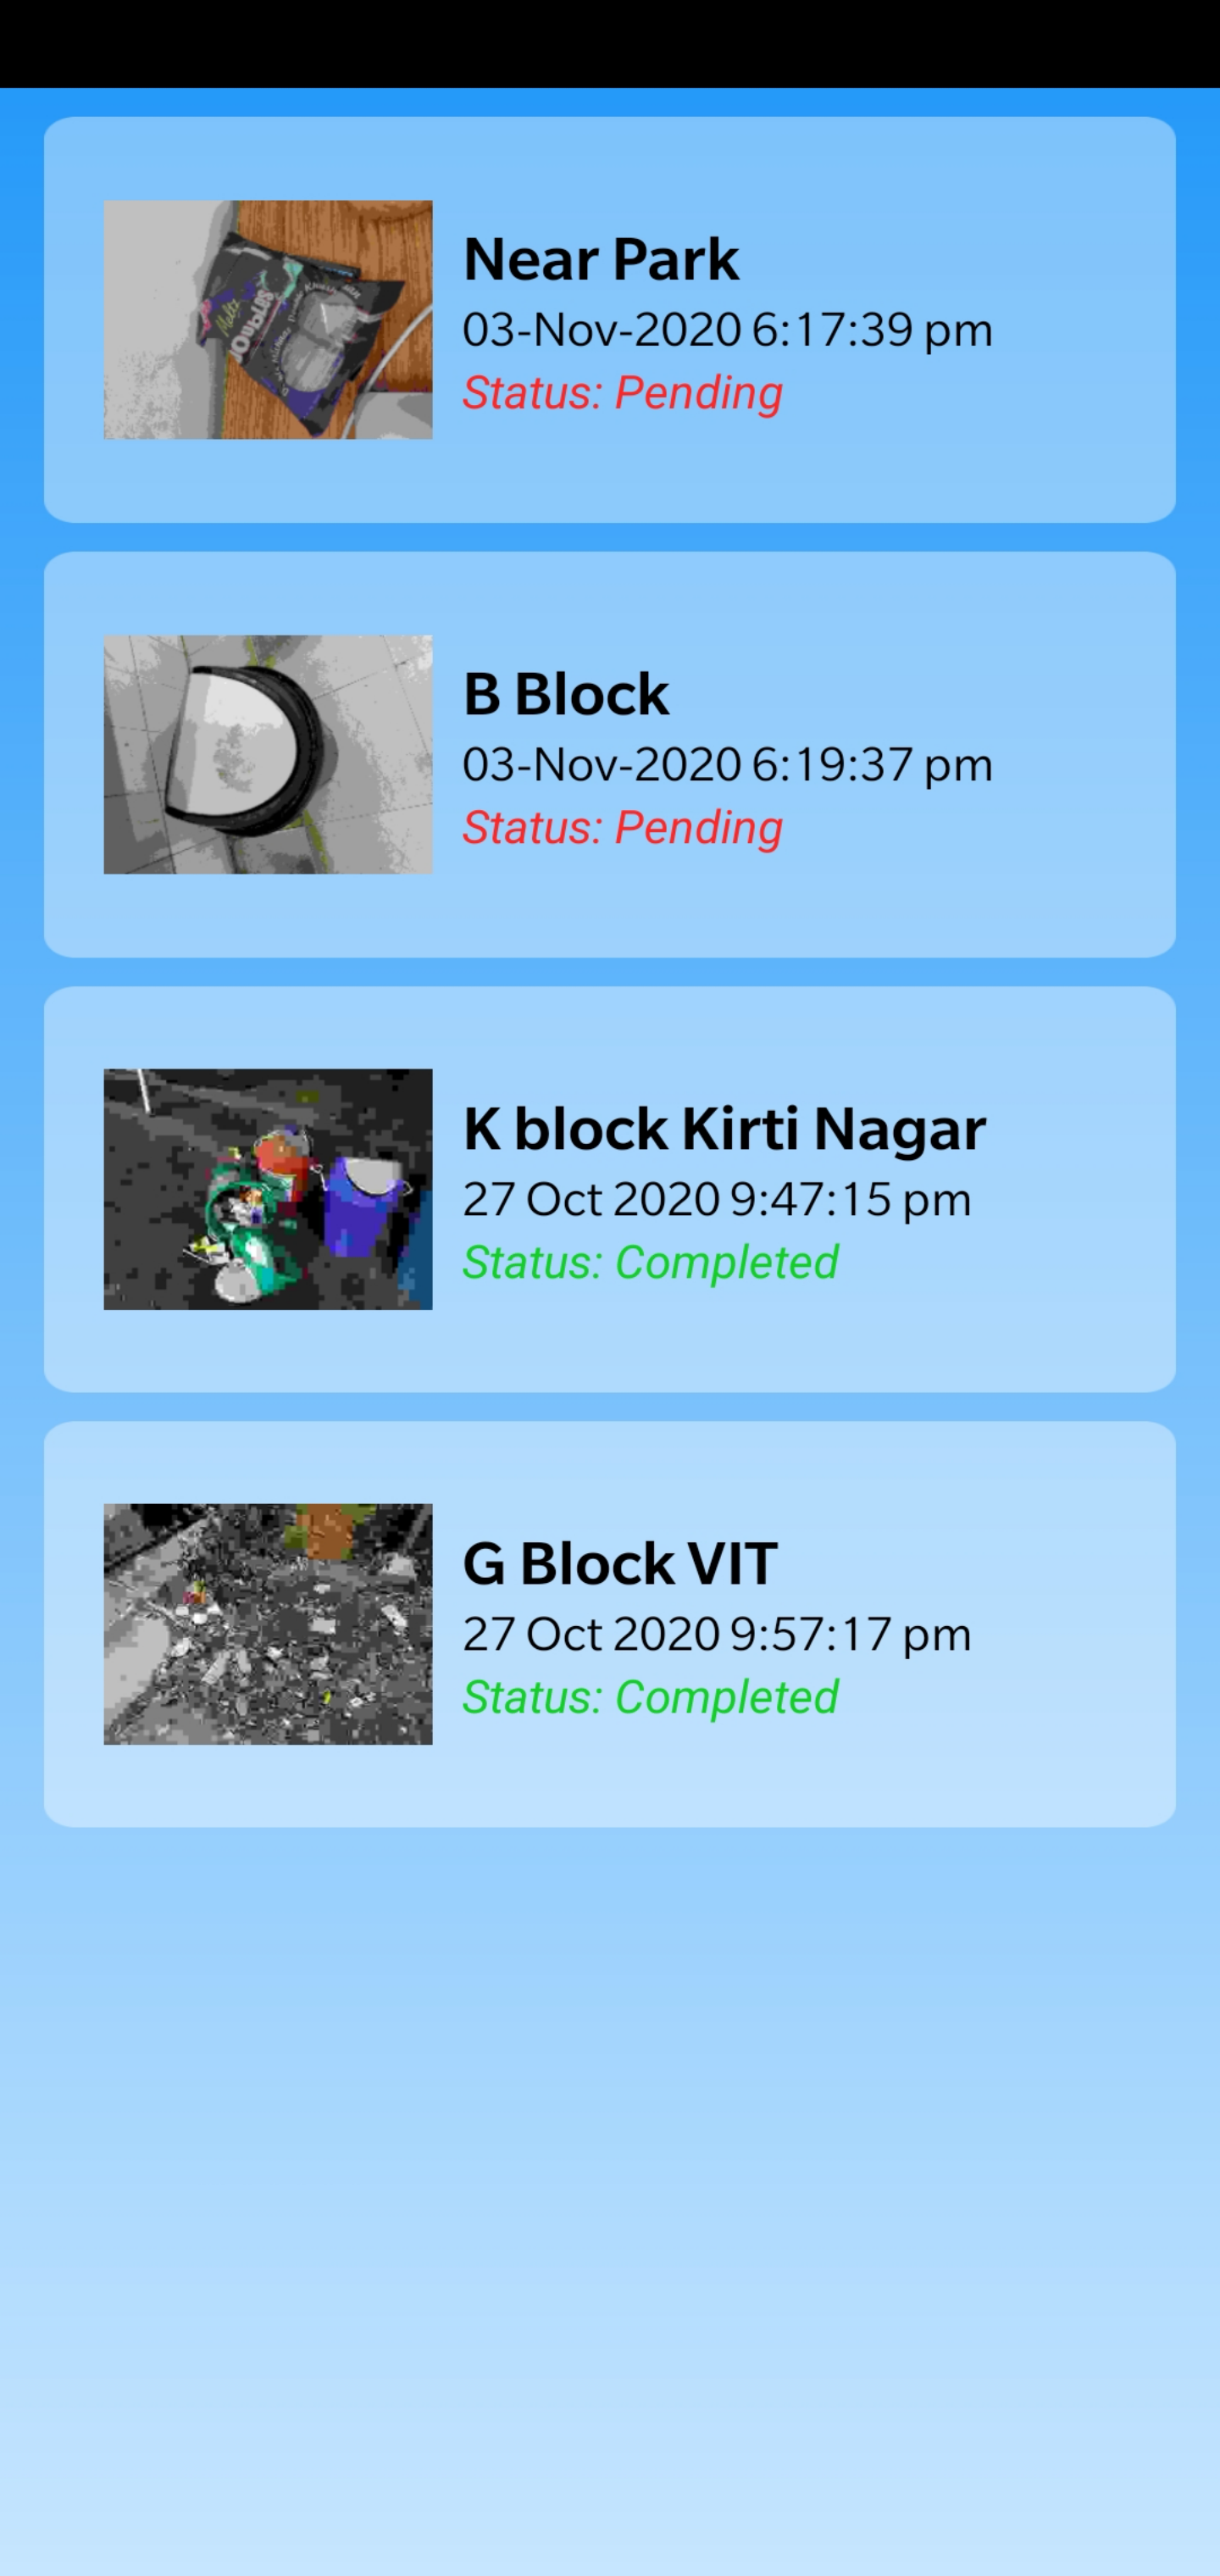 Near Park
03-Nov-2020 6:17:39 pm
Status: Pending
B Block
03-Nov-2020 6:19:37 pm
Status: Pending
K block Kirti Nagar
27 Oct 2020 9:47:15 pm
Status: Completed
G Block VIT
27 Oct 2020 9:57:17 pm
Status: Completed